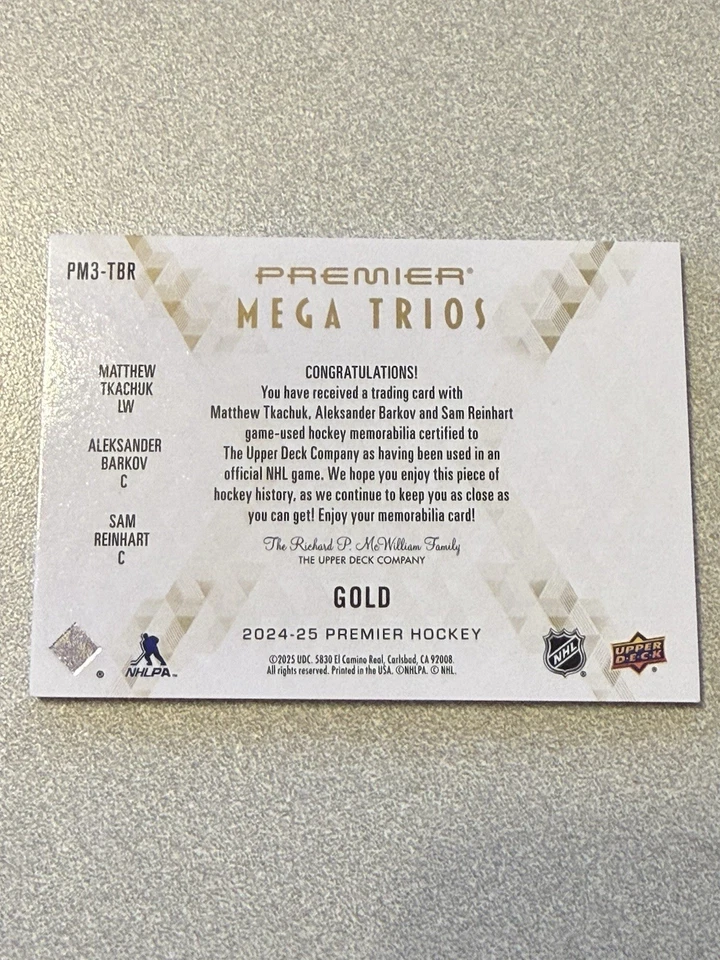 PM3-TBR
PREMIER®
MEGA TRIOS
MATTHEW
TKACHUK
LW
ALEKSANDER
BARKOV
C
SAM
REINHART
C
CONGRATULATIONS!
You have received a trading card with
Matthew Tkachuk, Aleksander Barkov and Sam Reinhart
game-used hockey memorabilia certified to
The Upper Deck Company as having been used in an
official NHL game. We hope you enjoy this piece of
hockey history, as we continue to keep you as close as
you can get! Enjoy your memorabilia card!
The Richard P. McWilliam Family
THE UPPER DECK COMPANY
GOLD
2024-25 PREMIER HOCKEY
©2025 UDC. 5830 El Camino Real, Carlsbad, CA 92008.
All rights reserved. Printed in the USA. ©NHLPA. © NHL.
®
NHLPA™
NHL®
UPPER
DECK®